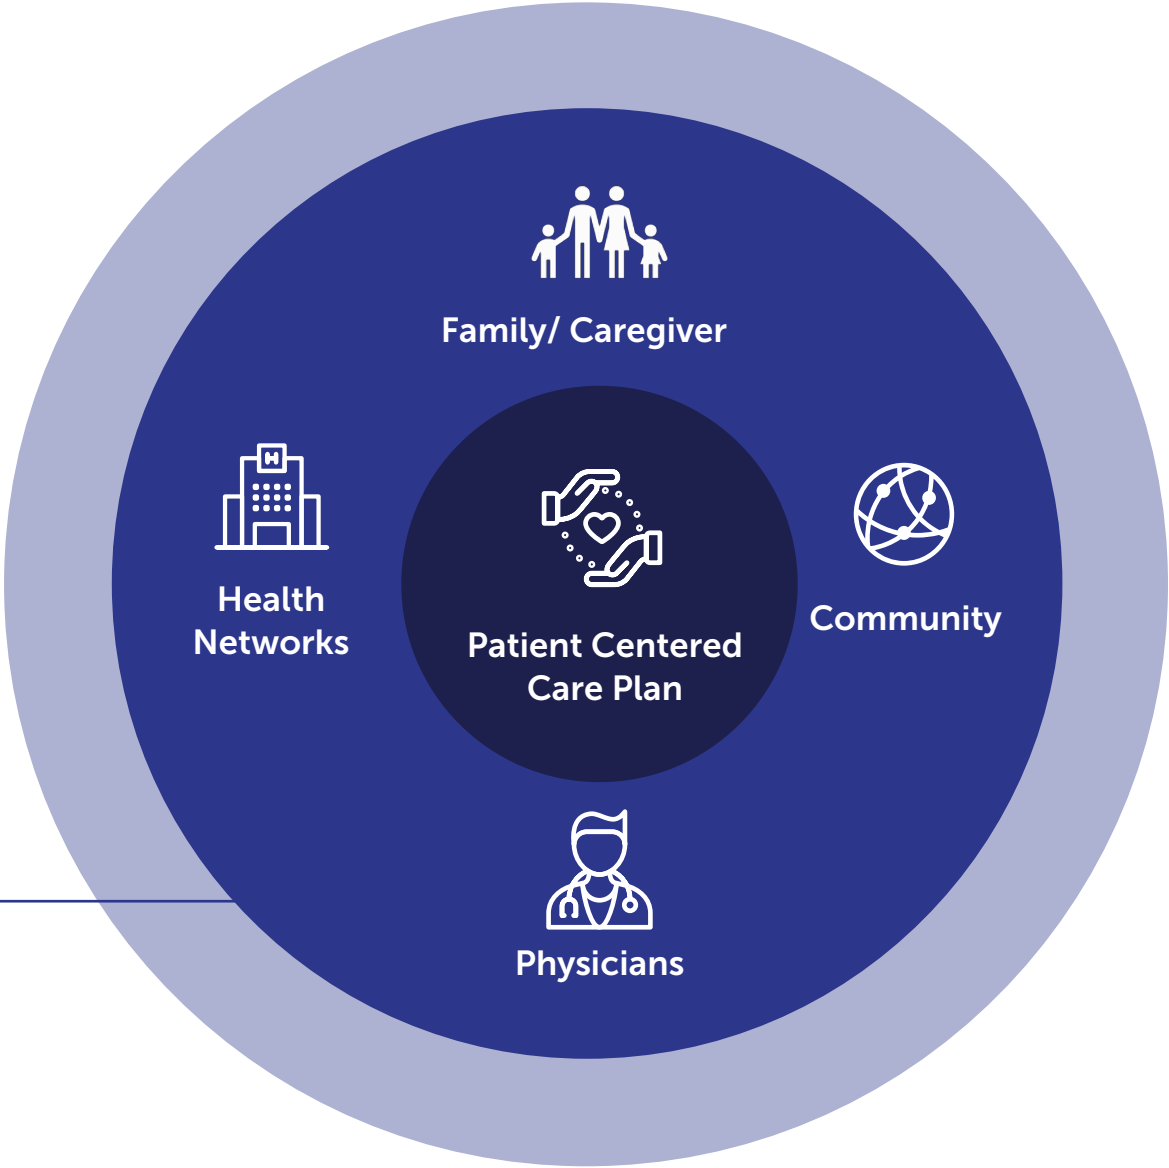 Family/ Caregiver
Health
Networks
Community
Patient Centered
Care Plan
Physicians